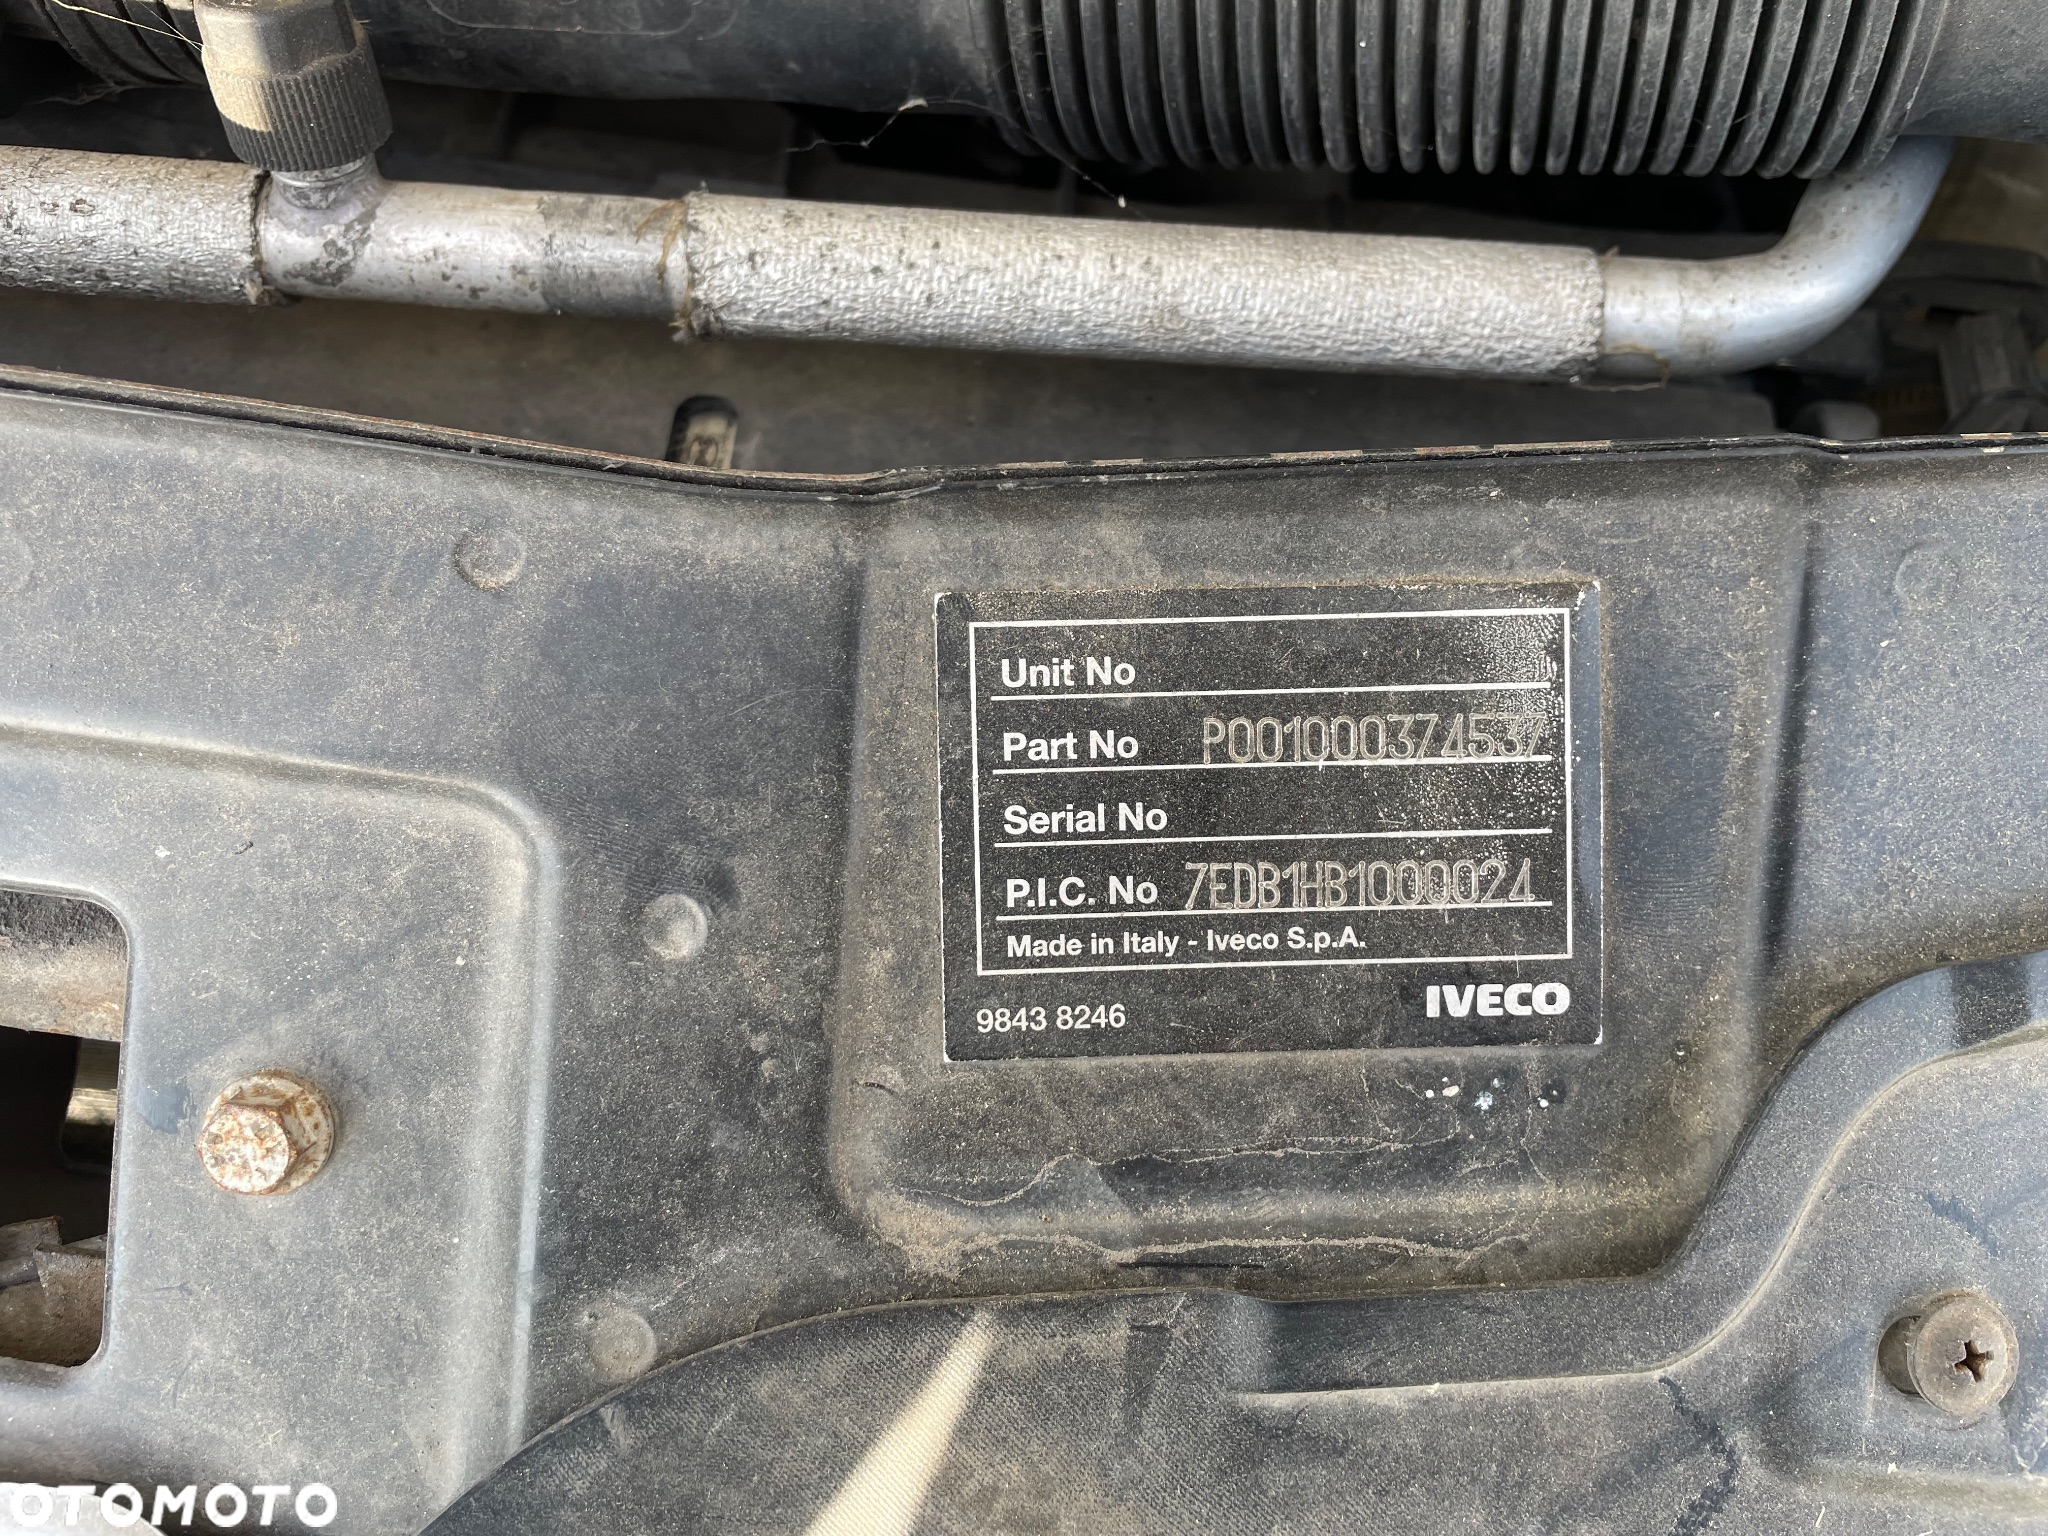 Unit No
Part No P001000374537
Serial No
P.I.C. No 7EDB1HB1000024
Made in Italy - Iveco S.p.A.
9843 8246
IVECO
OTOMOTO